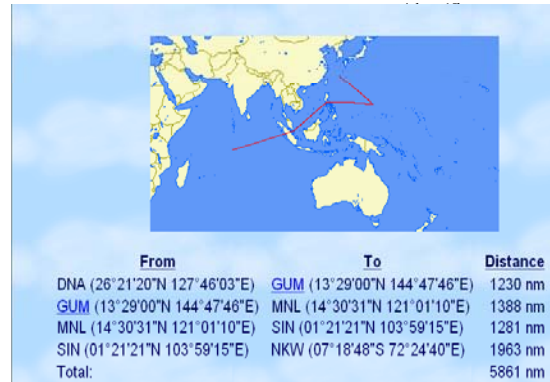 From To Distance
DNA (26°21'20"N 127°46'03"E) GUM (13°29'00"N 144°47'46"E) 1230 nm
GUM (13°29'00"N 144°47'46"E) MNL (14°30'31"N 121°01'10"E) 1388 nm
MNL (14°30'31"N 121°01'10"E) SIN (01°21'21"N 103°59'15"E) 1281 nm
SIN (01°21'21"N 103°59'15"E) NKW (07°18'48"S 72°24'40"E) 1963 nm
Total: 5861 nm